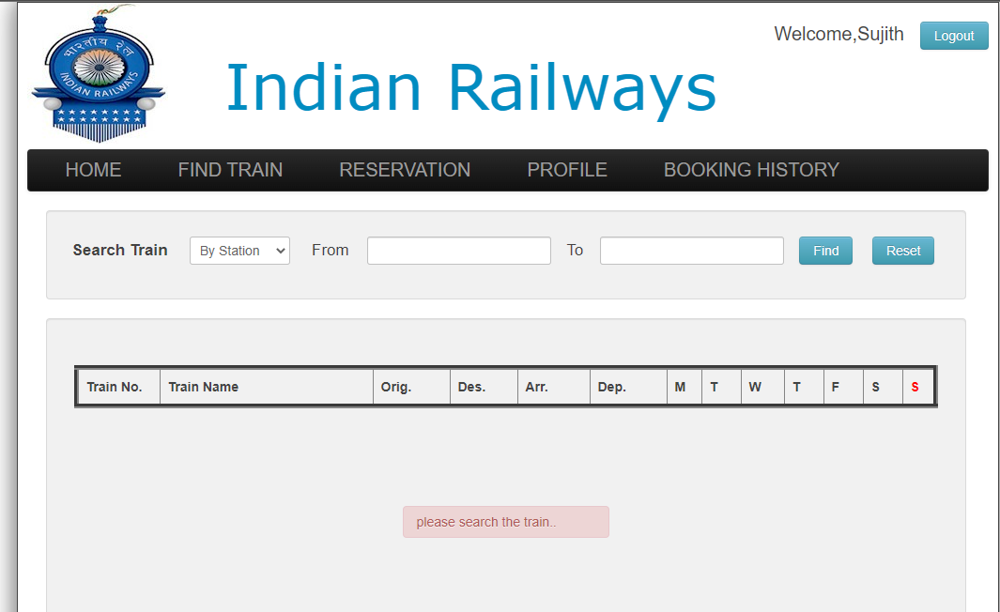 भारतीय रेल
INDIAN RAILWAYS
Welcome,Sujith
Logout
Indian Railways
HOME FIND TRAIN RESERVATION PROFILE BOOKING HISTORY
Search Train By Station From To Find Reset
Train No. Train Name Orig. Des. Arr. Dep. M T W T F S S
please search the train..